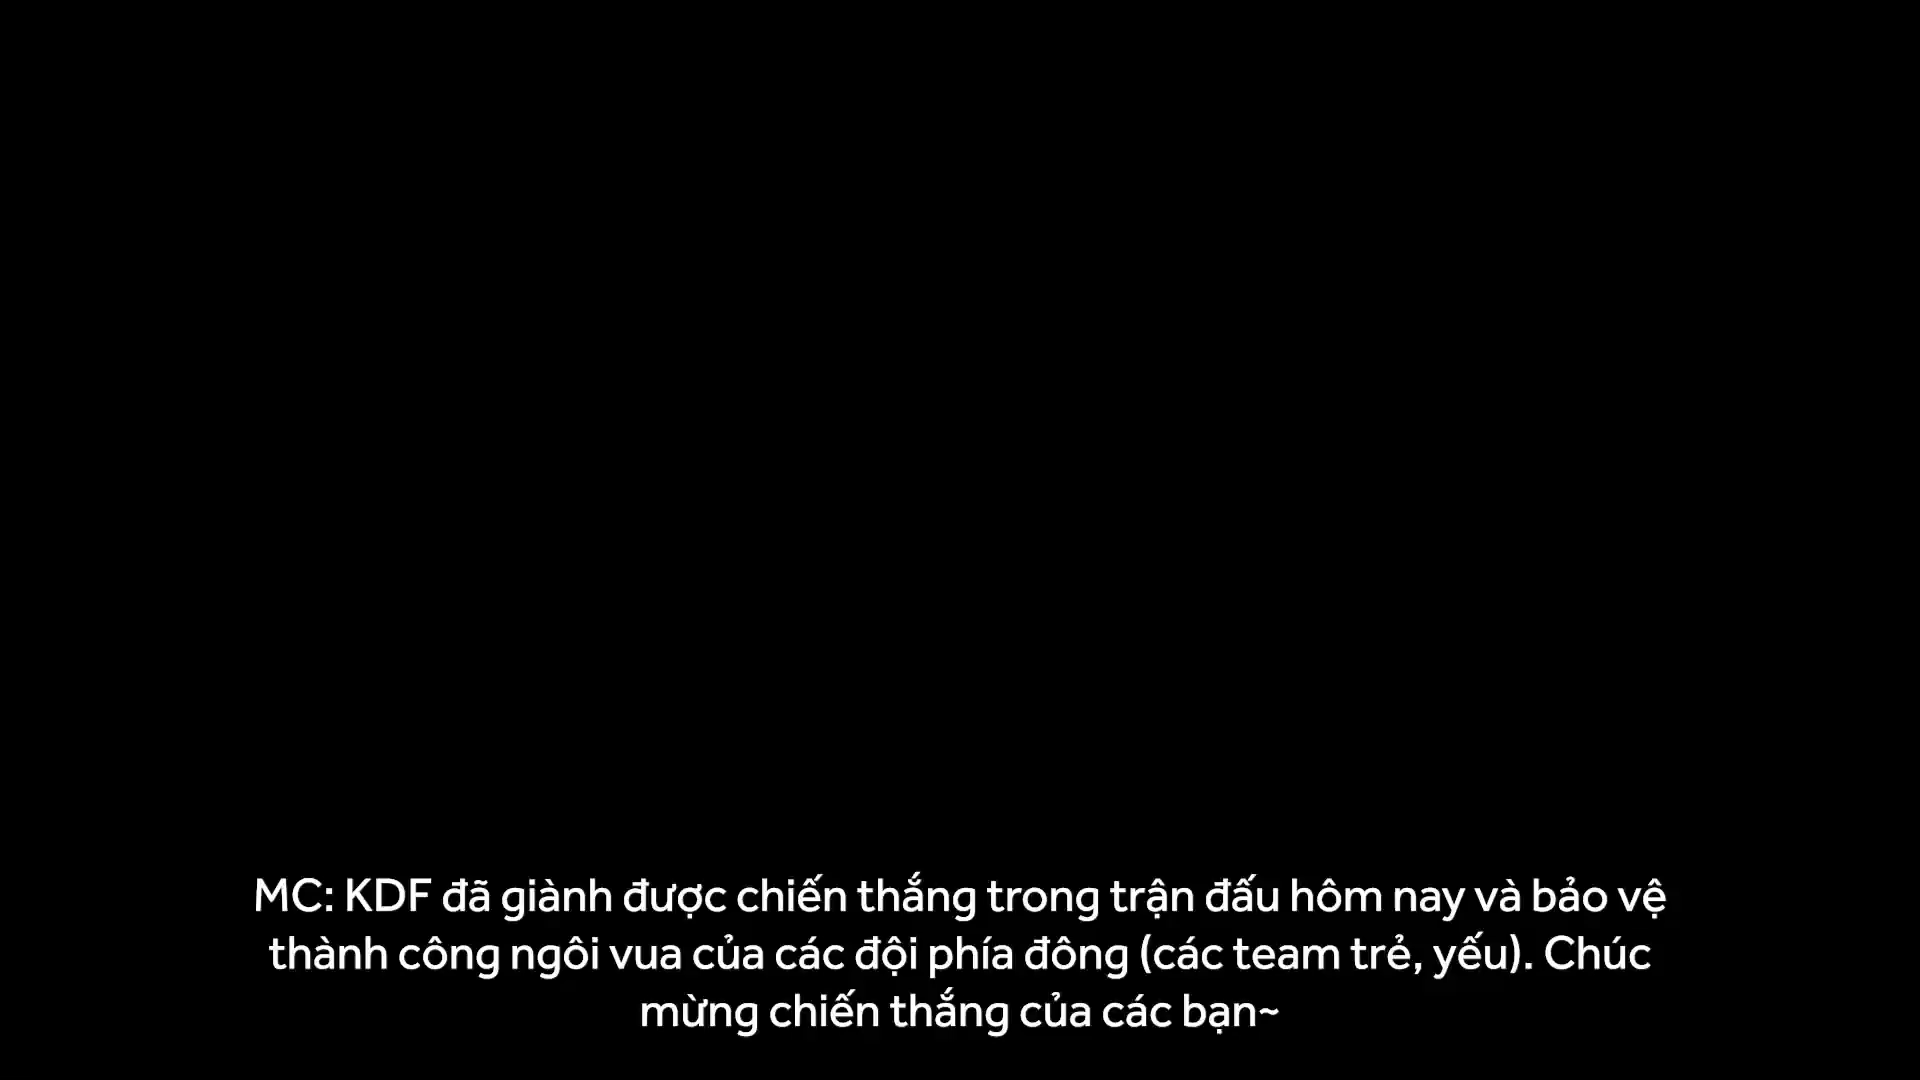 MC: KDF đã giành được chiến thắng trong trận đấu hôm nay và bảo vệ
thành công ngôi vua của các đội phía đông (các team trẻ, yếu). Chúc
mừng chiến thắng của các bạn~